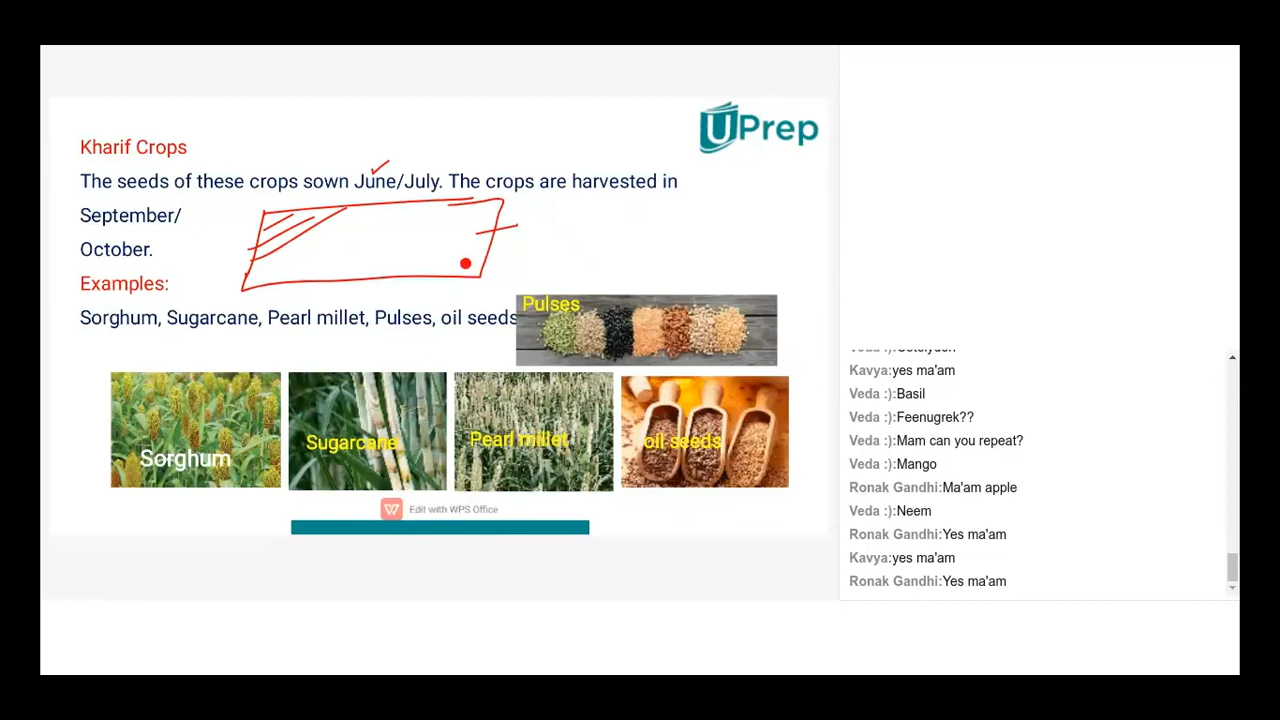 UPrep
Kharif Crops
The seeds of these crops sown June/July. The crops are harvested in
September/
October.
Examples:
Sorghum, Sugarcane, Pearl millet, Pulses, oil seeds
Pulses
Sorghum
Sugarcane
Pearl millet
oil seeds
Edit with WPS Office
Kavya:yes ma'am
Veda :):Basil
Veda :):Feenugrek??
Veda :):Mam can you repeat?
Veda :):Mango
Ronak Gandhi:Ma'am apple
Veda :):Neem
Ronak Gandhi:Yes ma'am
Kavya:yes ma'am
Ronak Gandhi:Yes ma'am